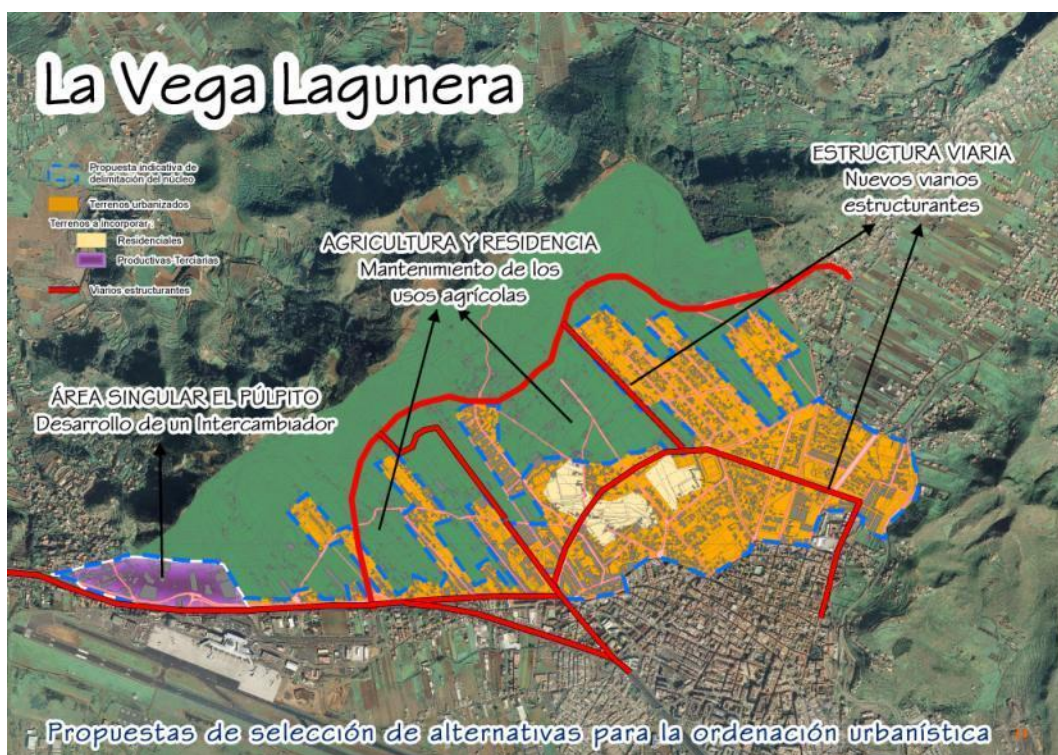 La Vega Lagunera
Propuesta indicativa de
delimitación del núcleo
Terrenos urbanizados
Terrenos a incorporar
Residenciales
Productivas-Terciarias
Viarios estructurantes
ESTRUCTURA VIARIA
Nuevos viarios
estructurantes
AGRICULTURA Y RESIDENCIA
Mantenimiento de los
usos agrícolas
ÁREA SINGULAR EL PÚLPITO
Desarrollo de un Intercambiador
Propuestas de selección de alternativas para la ordenación urbanística